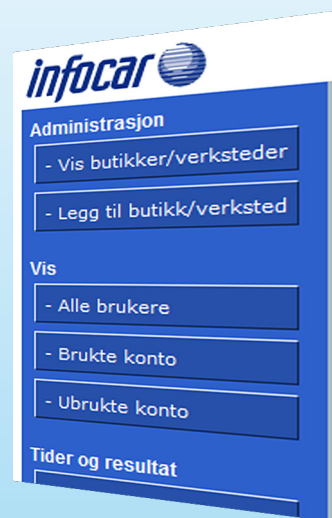 infocar
Administrasjon
- Vis butikker/verksteder
- Legg til butikk/verksted
Vis
- Alle brukere
- Brukte konto
- Ubrukte konto
Tider og resultat